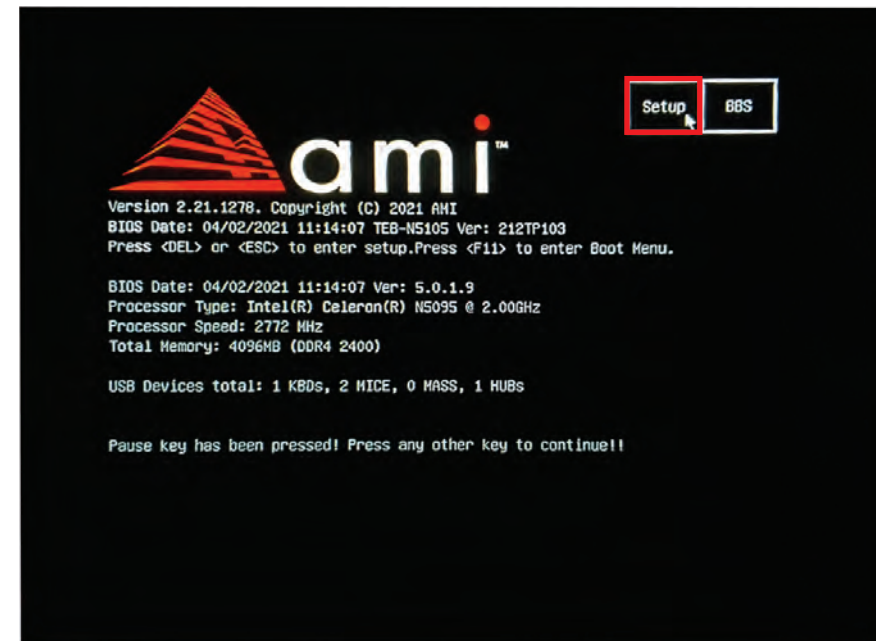 Setup
BBS
ami™
Version 2.21.1278. Copyright (C) 2021 AMI
BIOS Date: 04/02/2021 11:14:07 TEB-N5105 Ver: 212TP103
Press <DEL> or <ESC> to enter setup.Press <F11> to enter Boot Menu.
BIOS Date: 04/02/2021 11:14:07 Ver: 5.0.1.9
Processor Type: Intel(R) Celeron(R) N5095 @ 2.00GHz
Processor Speed: 2772 MHz
Total Memory: 4096MB (DDR4 2400)
USB Devices total: 1 KBDs, 2 MICE, 0 MASS, 1 HUBs
Pause key has been pressed! Press any other key to continue!!